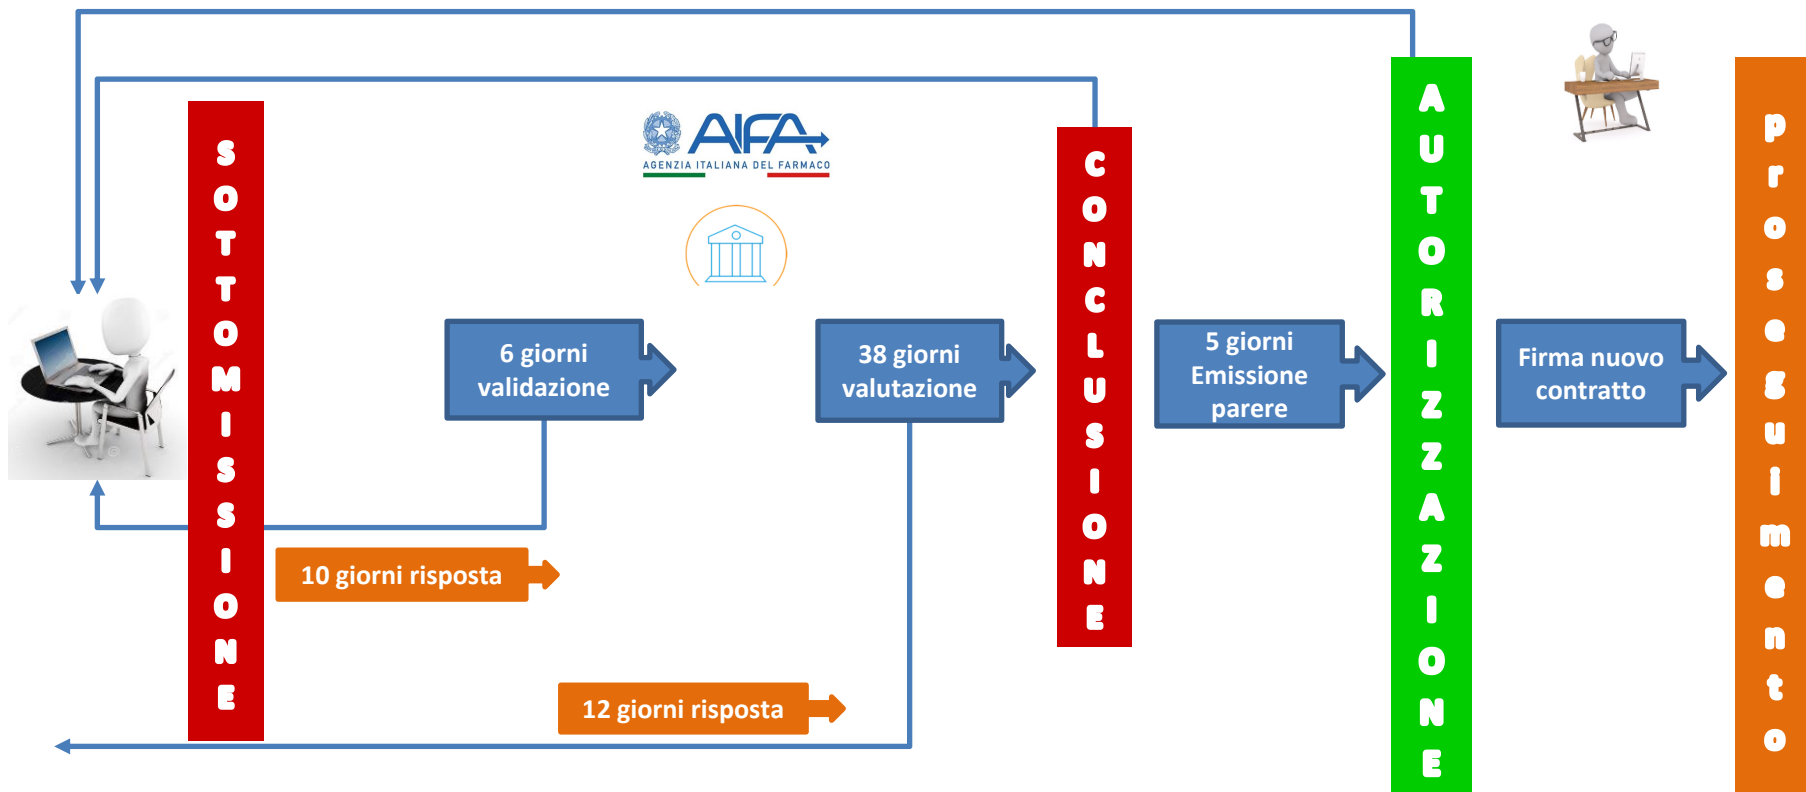 SOTTOMISSIONE
AIFA
AGENZIA ITALIANA DEL FARMACO
6 giorni
validazione
10 giorni risposta
38 giorni
valutazione
12 giorni risposta
CONCLUSIONE
5 giorni
Emissione
parere
AUTORIZZAZIONE
Firma nuovo
contratto
proseguimento